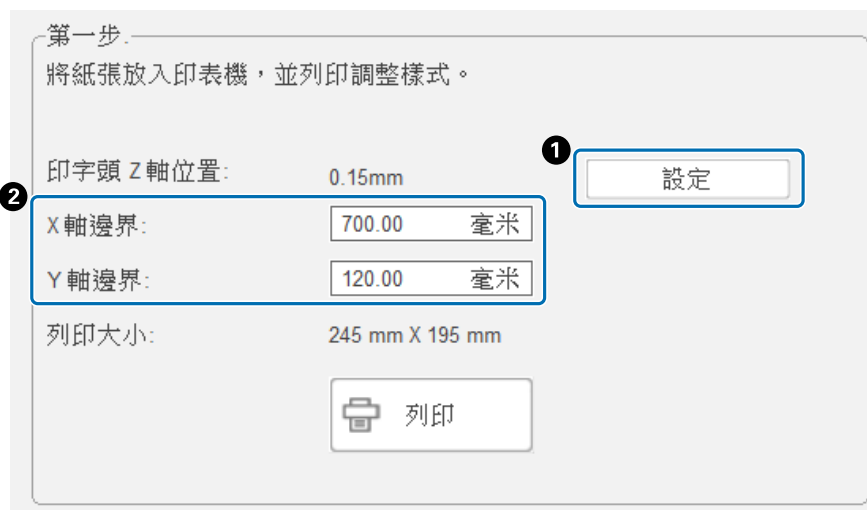 第一步.
將紙張放入印表機，並列印調整樣式。
1
印字頭 Z 軸位置: 0.15mm 設定
2
X 軸邊界: 700.00 毫米
Y 軸邊界: 120.00 毫米
列印大小: 245 mm X 195 mm
列印